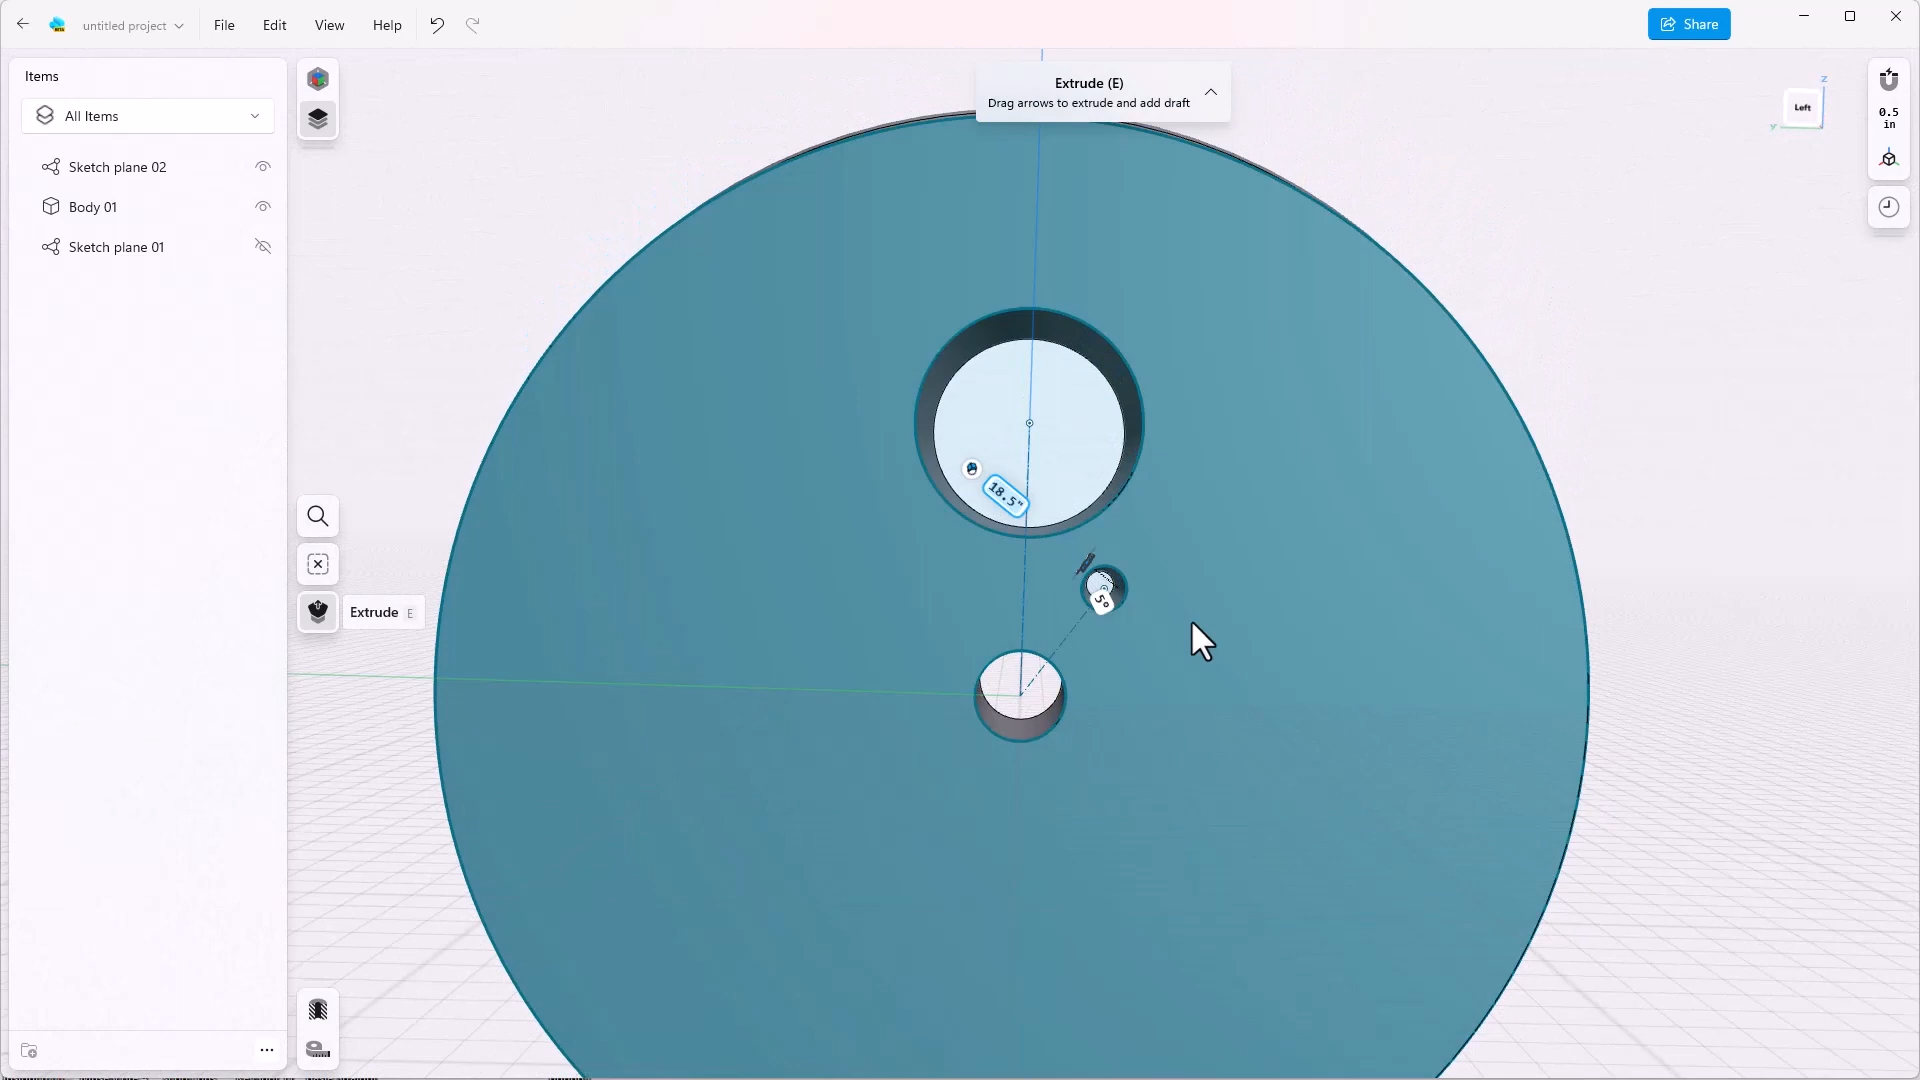 untitled project
File
Edit
View
Help
Share
Items
All Items
Sketch plane 02
Body 01
Sketch plane 01
Extrude (E)
Drag arrows to extrude and add draft
Z
Left
Y
0.5
in
18.5"
5°
Extrude E